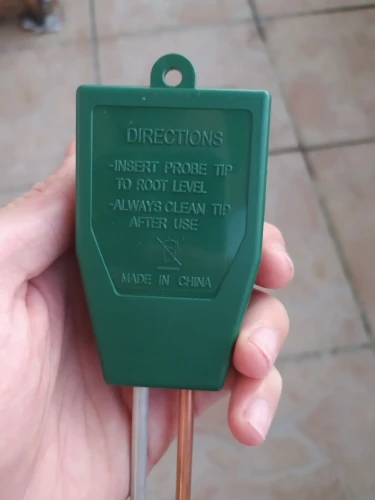 DIRECTIONS
-INSERT PROBE TIP
TO ROOT LEVEL
-ALWAYS CLEAN TIP
AFTER USE
MADE IN CHINA